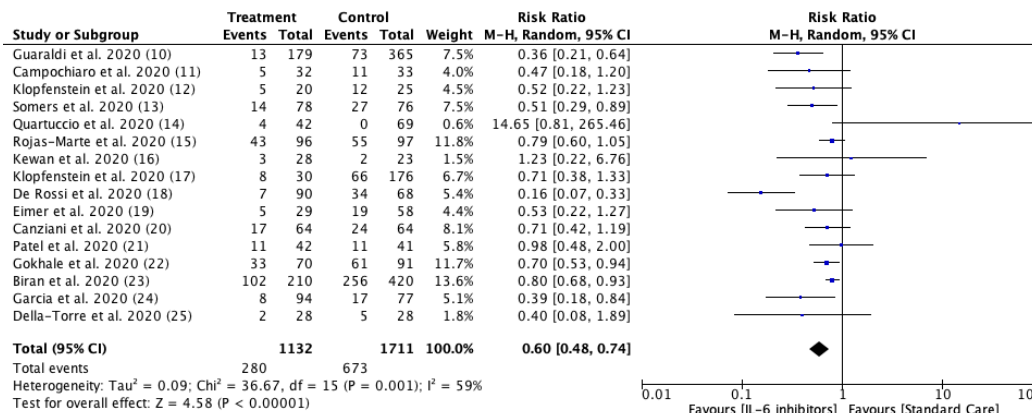 Treatment Control Risk Ratio Risk Ratio
Study or Subgroup Events Total Events Total Weight M-H, Random, 95% CI M-H, Random, 95% CI
Guaraldi et al. 2020 (10) 13 179 73 365 7.5% 0.36 [0.21, 0.64]
Campochiaro et al. 2020 (11) 5 32 11 33 4.0% 0.47 [0.18, 1.20]
Klopfenstein et al. 2020 (12) 5 20 12 25 4.7% 0.52 [0.22, 1.23]
Somers et al. 2020 (13) 14 78 27 76 7.5% 0.51 [0.29, 0.89]
Quartuccio et al. 2020 (14) 4 42 0 69 0.6% 14.65 [0.81, 265.46]
Rojas-Marte et al. 2020 (15) 43 96 55 97 11.8% 0.79 [0.60, 1.05]
Kewan et al. 2020 (16) 3 28 2 23 1.5% 1.23 [0.22, 6.76]
Klopfenstein et al. 2020 (17) 8 30 66 176 6.7% 0.71 [0.38, 1.33]
De Rossi et al. 2020 (18) 7 90 34 68 5.4% 0.16 [0.07, 0.33]
Eimer et al. 2020 (19) 5 29 19 58 4.4% 0.53 [0.22, 1.27]
Canziani et al. 2020 (20) 17 64 24 64 8.1% 0.71 [0.42, 1.19]
Patel et al. 2020 (21) 11 42 11 41 5.8% 0.98 [0.48, 2.00]
Gokhale et al. 2020 (22) 33 70 61 91 11.7% 0.70 [0.53, 0.94]
Biran et al. 2020 (23) 102 210 256 420 13.6% 0.80 [0.68, 0.93]
Garcia et al. 2020 (24) 8 94 17 77 5.1% 0.39 [0.18, 0.84]
Della-Torre et al. 2020 (25) 2 28 5 28 1.8% 0.40 [0.08, 1.89]
Total (95% CI) 1132 1711 100.0% 0.60 [0.48, 0.74]
Total events 280 673
Heterogeneity: Tau² = 0.09; Chi² = 36.67, df = 15 (P = 0.001); I² = 59%
Test for overall effect: Z = 4.58 (P < 0.00001)
0.01 0.1 1 10
Favours [IL-6 inhibitors] Favours [Standard Care]